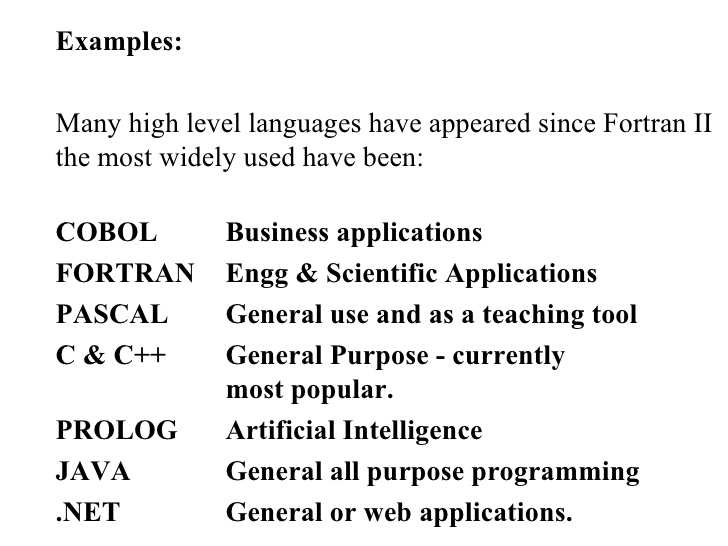 Examples:
Many high level languages have appeared since Fortran II
the most widely used have been:
COBOL Business applications
FORTRAN Engg & Scientific Applications
PASCAL General use and as a teaching tool
C & C++ General Purpose - currently
most popular.
PROLOG Artificial Intelligence
JAVA General all purpose programming
.NET General or web applications.